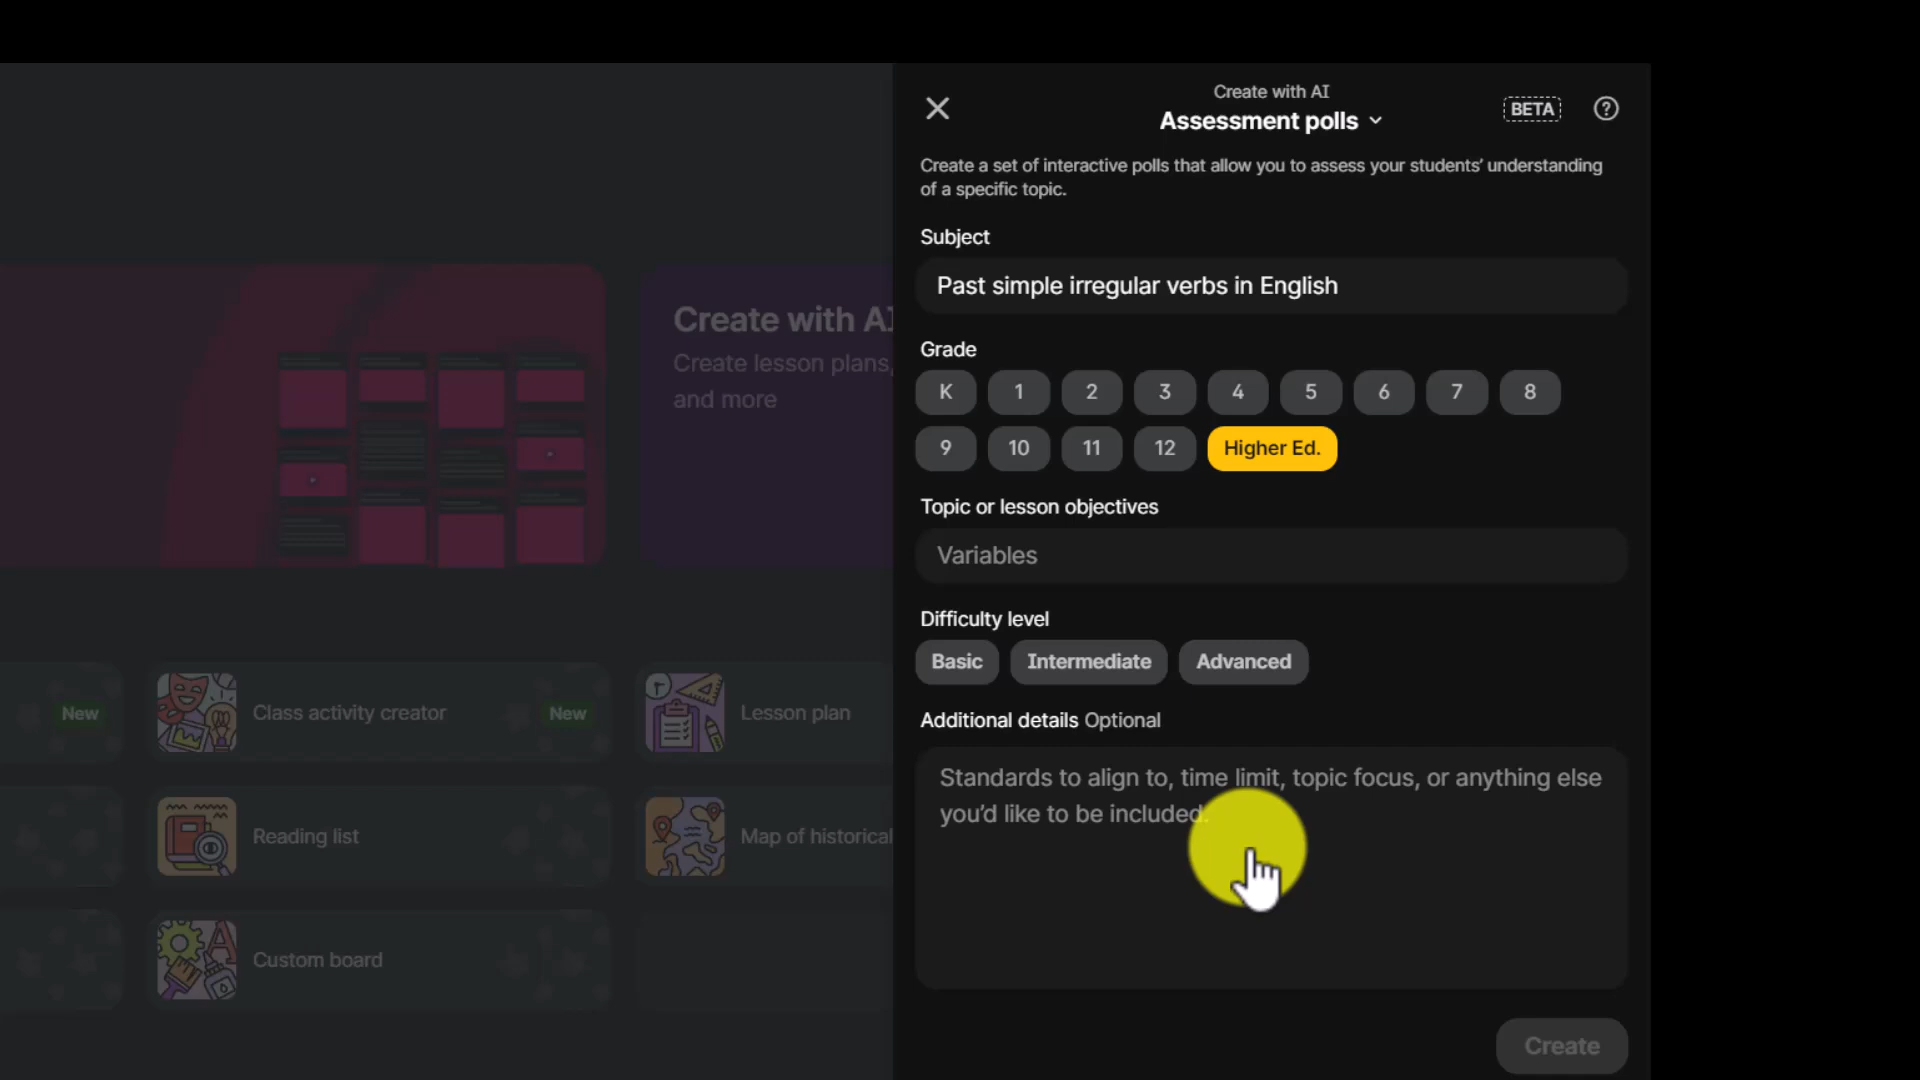 Create with AI
Assessment polls
BETA
Create a set of interactive polls that allow you to assess your students' understanding
of a specific topic.
Subject
Past simple irregular verbs in English
Grade
K 1 2 3 4 5 6 7 8
9 10 11 12 Higher Ed.
Topic or lesson objectives
Variables
Difficulty level
Basic Intermediate Advanced
Additional details Optional
Standards to align to, time limit, topic focus, or anything else
you'd like to be included.
Create
Create with AI
Create lesson plans,
and more
New
Class activity creator
New
Lesson plan
Reading list
Map of historical
Custom board